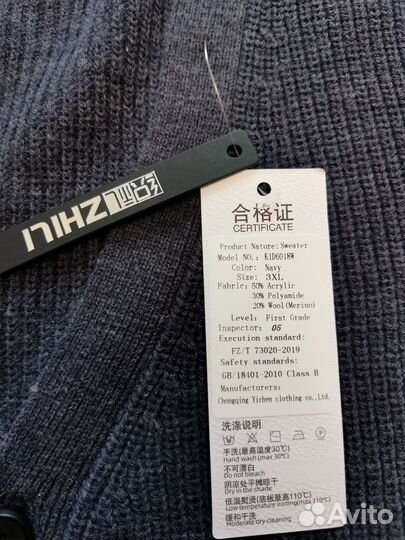 ZHILI
合格证
CERTIFICATE
Product Nature: Sweater
Model NO.: K1D6018W
Color: Navy
Size: 3XL
Fabric: 50% Acrylic
30% Polyamide
20% Wool(Merino)
Level: First Grade
Inspector: 05
Execution standard:
FZ/T 73020-2019
Safety standards:
GB/18401-2010 Class B
Manufacturers:
Chongqing Yichen clothing co.,Ltd.
洗涤说明
手洗(最高温度30℃)
Hand wash (max 30℃)
不可漂白
Do not bleach
阴凉处平摊晾干
Dry in the shade
低温熨烫(底板最高110℃)
Low temperature ironing(max110℃)
缓和干洗
Moderate dry cleaning
Avito